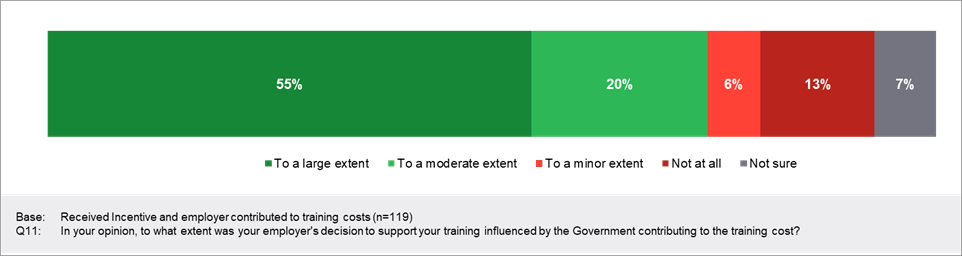 55% 20% 6% 13% 7%
To a large extent To a moderate extent To a minor extent Not at all Not sure
Base: Received Incentive and employer contributed to training costs (n=119)
Q11: In your opinion, to what extent was your employer's decision to support your training influenced by the Government contributing to the training cost?